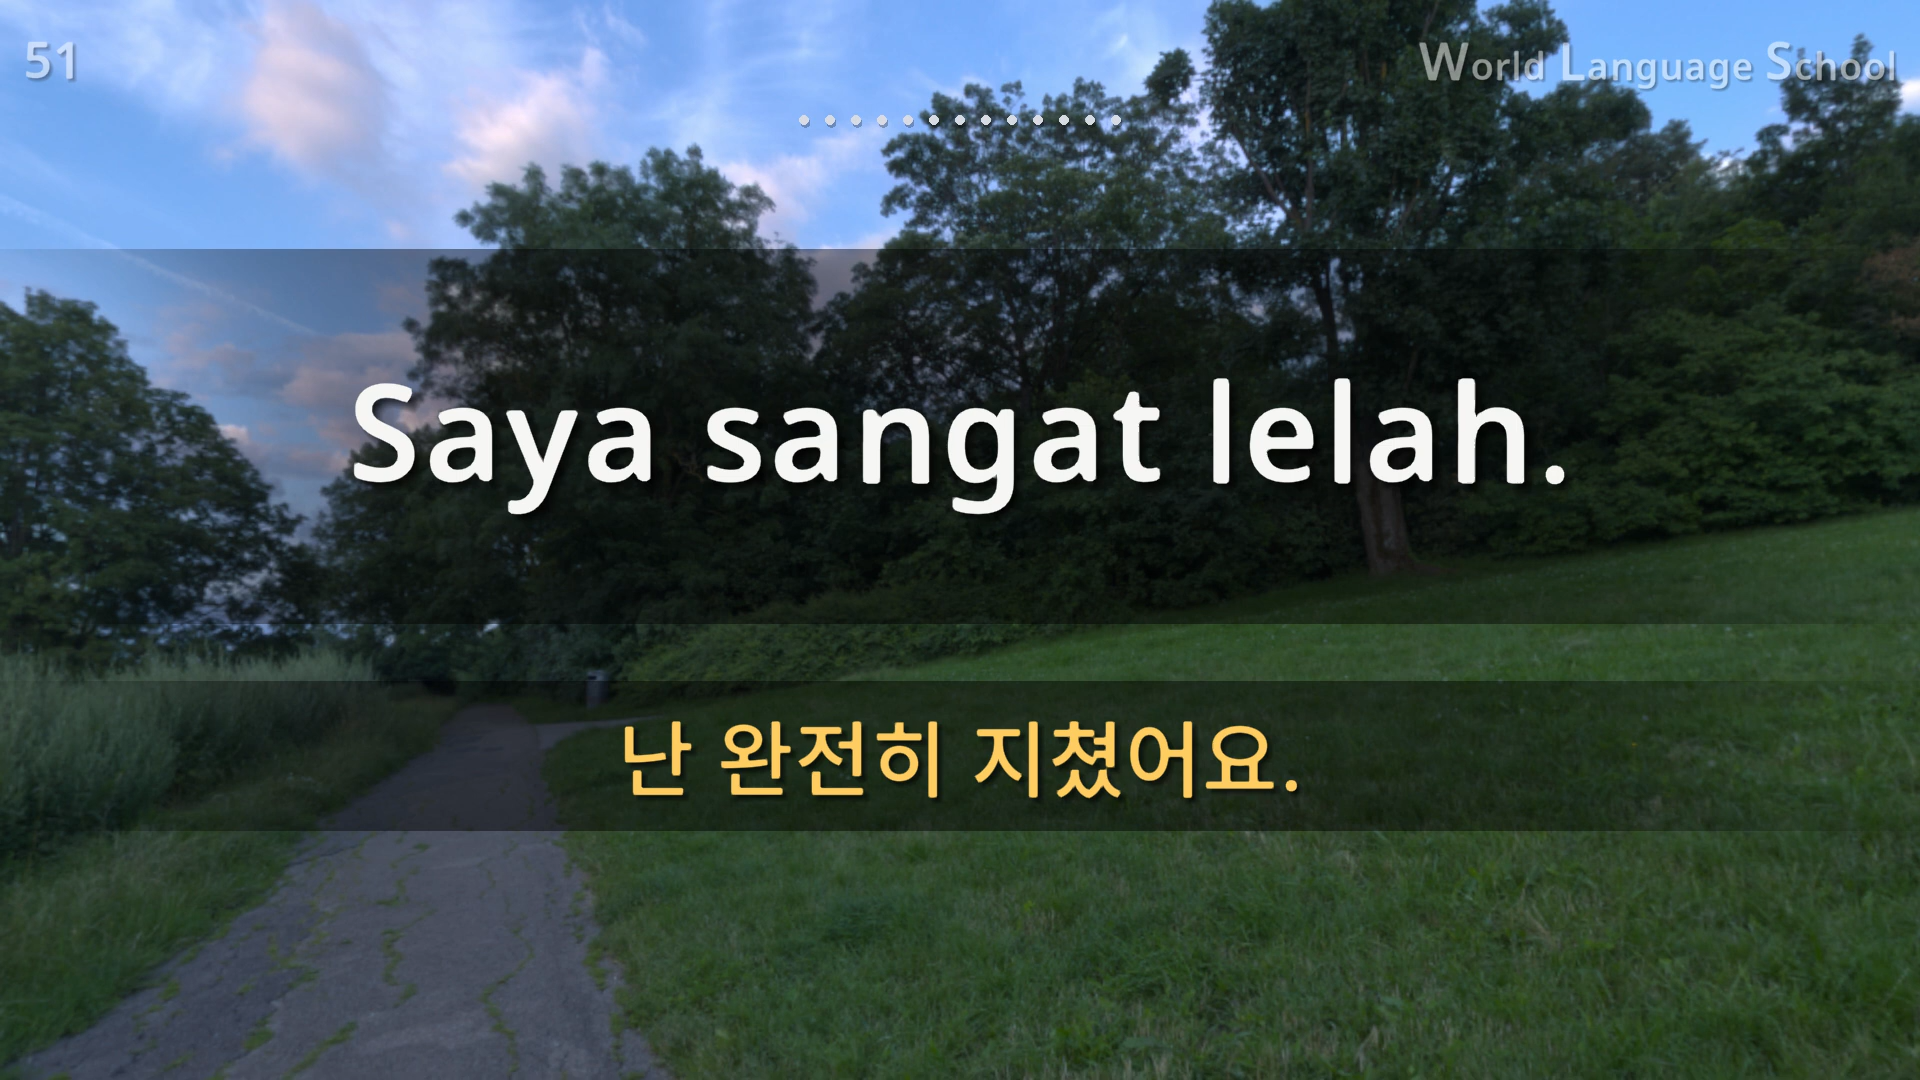 51
World Language School
Saya sangat lelah.
난 완전히 지쳤어요.